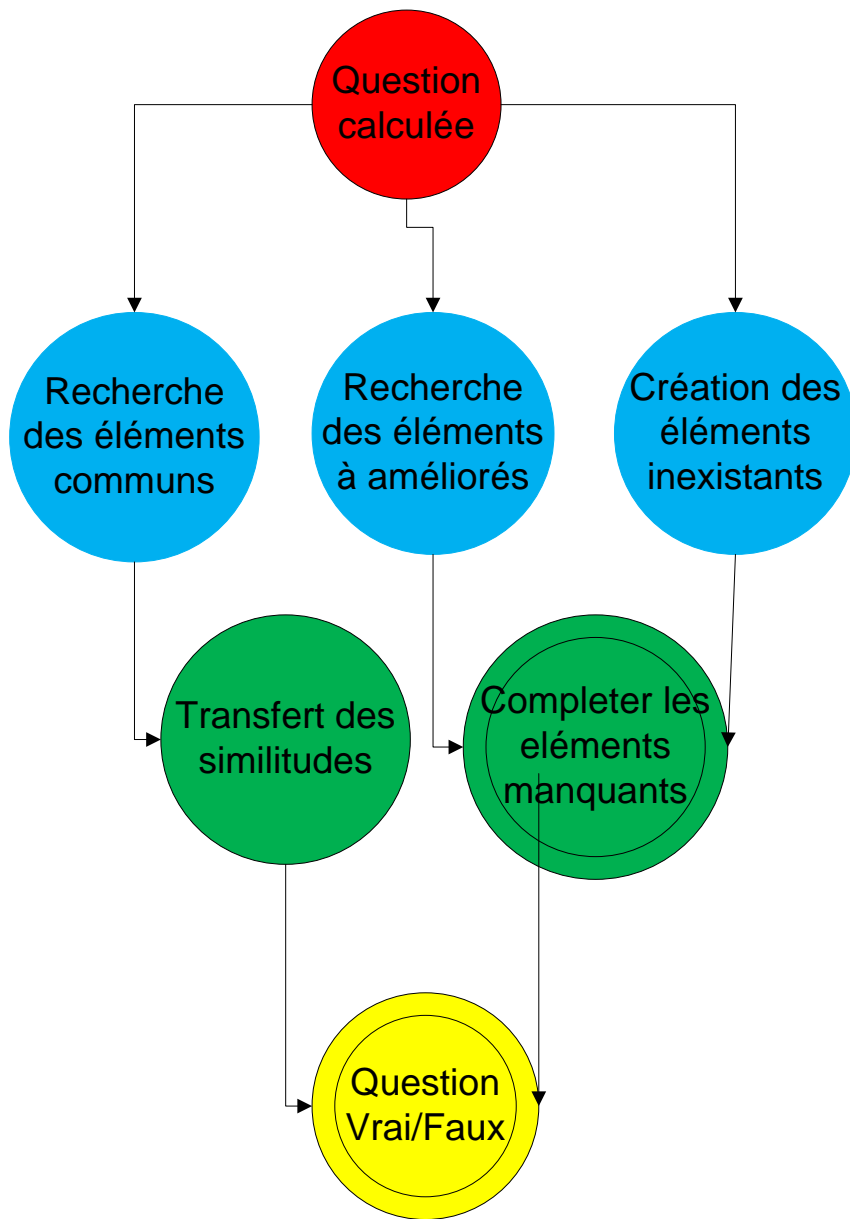 Question
calculée
Recherche
des éléments
communs
Recherche
des éléments
à améliorés
Création des
éléments
inexistants
Transfert des
similitudes
Completer les
eléments
manquants
Question
Vrai/Faux